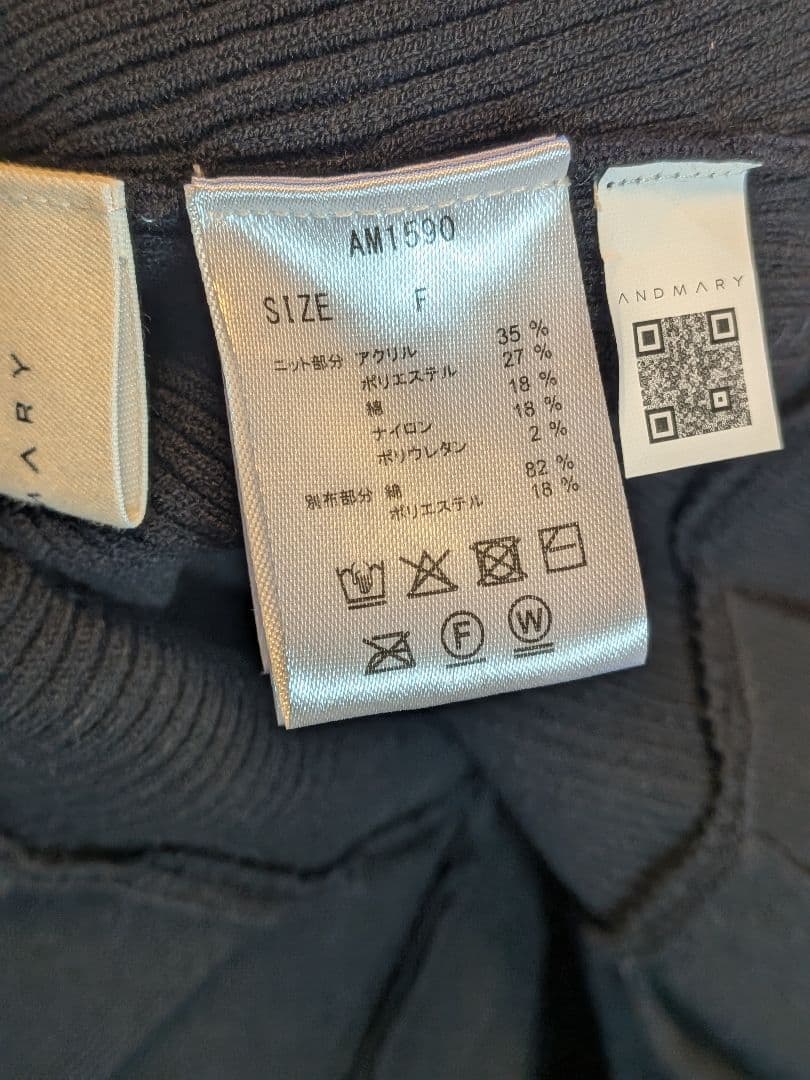 MARY
AM1590
SIZE F
ニット部分 アクリル 35 %
ポリエステル 27 %
綿 18 %
ナイロン 18 %
ポリウレタン 2 %
別布部分 綿 82 %
ポリエステル 18 %
F W
ANDMARY